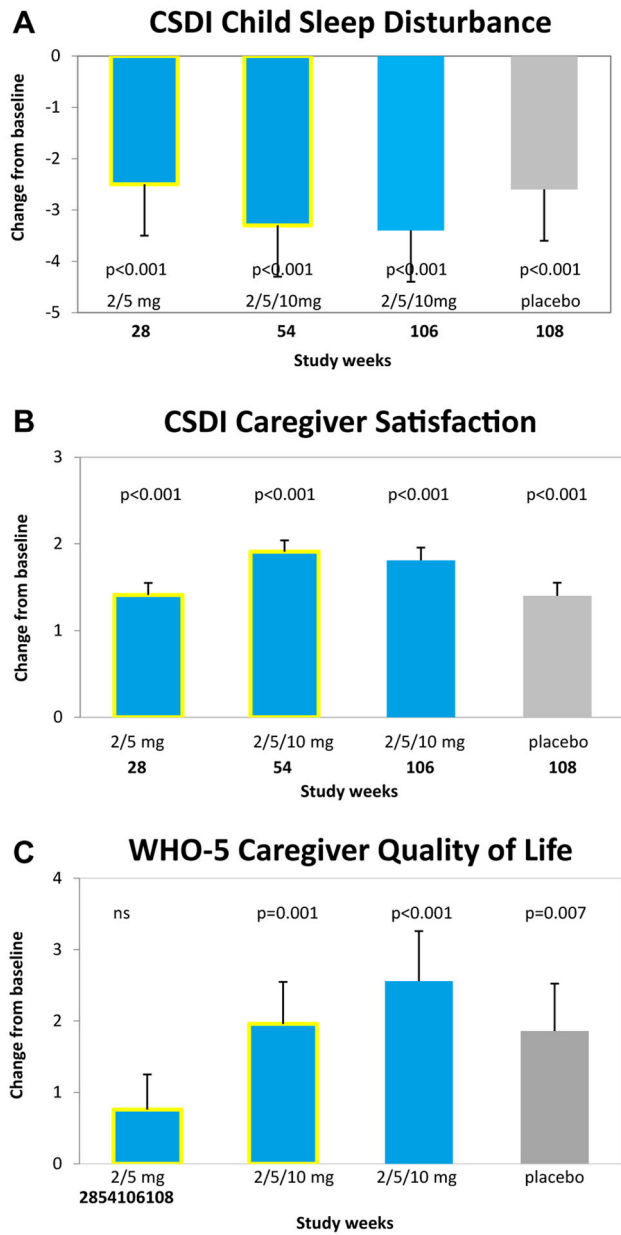 A CSDI Child Sleep Disturbance
Change from baseline
0
-1
-2
-3
-4
-5
p<0.001 p<0.001 p<0.001 p<0.001
2/5 mg 2/5/10mg 2/5/10mg placebo
28 54 106 108
Study weeks
B CSDI Caregiver Satisfaction
Change from baseline
3
2
1
0
p<0.001 p<0.001 p<0.001 p<0.001
2/5 mg 2/5/10 mg 2/5/10 mg placebo
28 54 106 108
Study weeks
C WHO-5 Caregiver Quality of Life
Change from baseline
4
3
2
1
0
ns p=0.001 p<0.001 p=0.007
2/5 mg 2/5/10 mg 2/5/10 mg placebo
2854106108
Study weeks